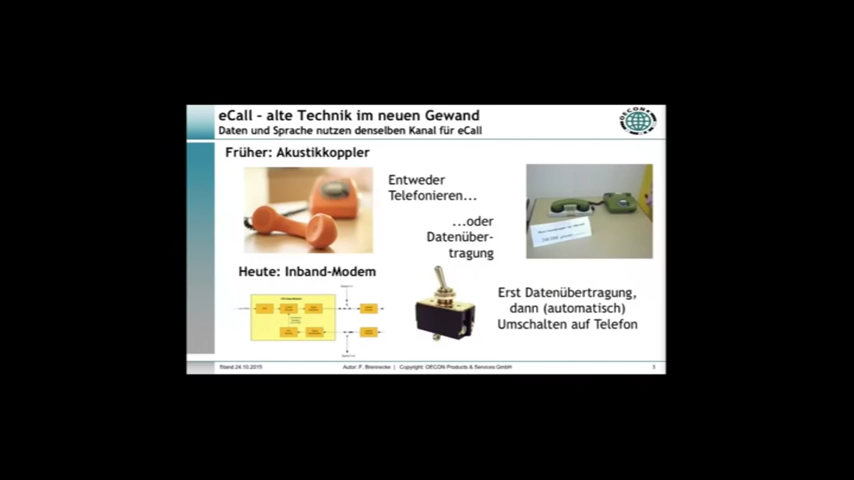 eCall – alte Technik im neuen Gewand
Daten und Sprache nutzen denselben Kanal für eCall
OECON
Früher: Akustikkoppler
Entweder
Telefonieren...
...oder
Datenüber-
tragung
Heute: Inband-Modem
Erst Datenübertragung,
dann (automatisch)
Umschalten auf Telefon
Stand 24.10.2015
Autor: F. Brennecke | Copyright: OECON Products & Services GmbH
3